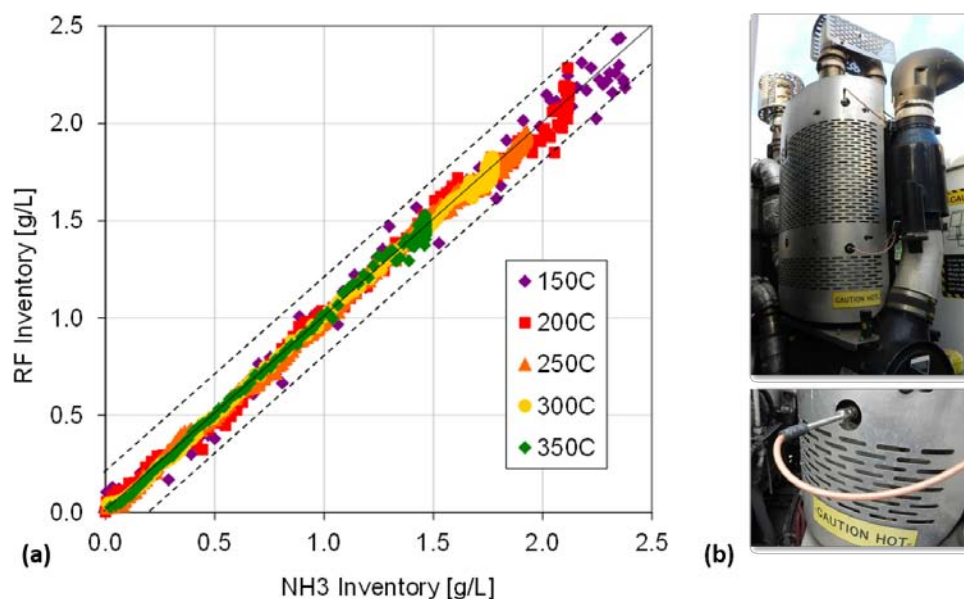 2.5
2.0
1.5
1.0
0.5
0.0
RF Inventory [g/L]
150C
200C
250C
300C
350C
0.0 0.5 1.0 1.5 2.0 2.5
NH3 Inventory [g/L]
(a)
CAUTION HOT
(b)
CAUTION HOT